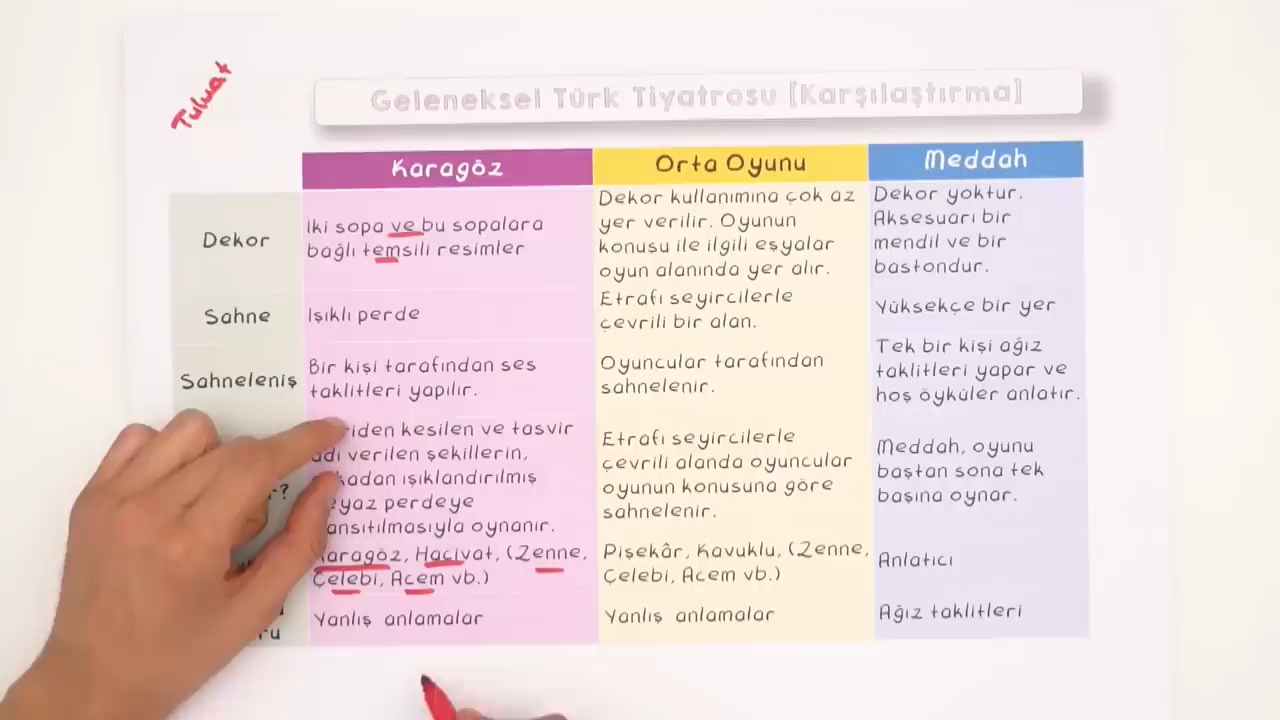 Tuluat
Geleneksel Türk Tiyatrosu [Karşılaştırma]
Karagöz
Orta Oyunu
Meddah
Dekor
İki sopa ve bu sopalara
bağlı temsili resimler
Dekor kullanımına çok az
yer verilir. Oyunun
konusu ile ilgili eşyalar
oyun alanında yer alır.
Dekor yoktur.
Aksesuarı bir
mendil ve bir
bastondur.
Sahne
Işıklı perde
Etrafı seyircilerle
çevrili bir alan.
Yüksekçe bir yer
Sahneleniş
Bir kişi tarafından ses
taklitleri yapılır.
Oyuncular tarafından
sahnelenir.
Tek bir kişi ağız
taklitleri yapar ve
hoş öyküler anlatır.
kesilen ve tasvir
verilen şekillerin,
ışıklandırılmış
perdeye
oynanır.
Etrafı seyircilerle
çevrili alanda oyuncular
oyunun konusuna göre
sahnelenir.
Meddah, oyunu
baştan sona tek
başına oynar.
Karagöz, Hacivat, (Zenne,
Çelebi, Acem vb.)
Pişekâr, Kavuklu, (Zenne,
Çelebi, Acem vb.)
Anlatıcı
Yanlış anlamalar
Yanlış anlamalar
Ağız taklitleri